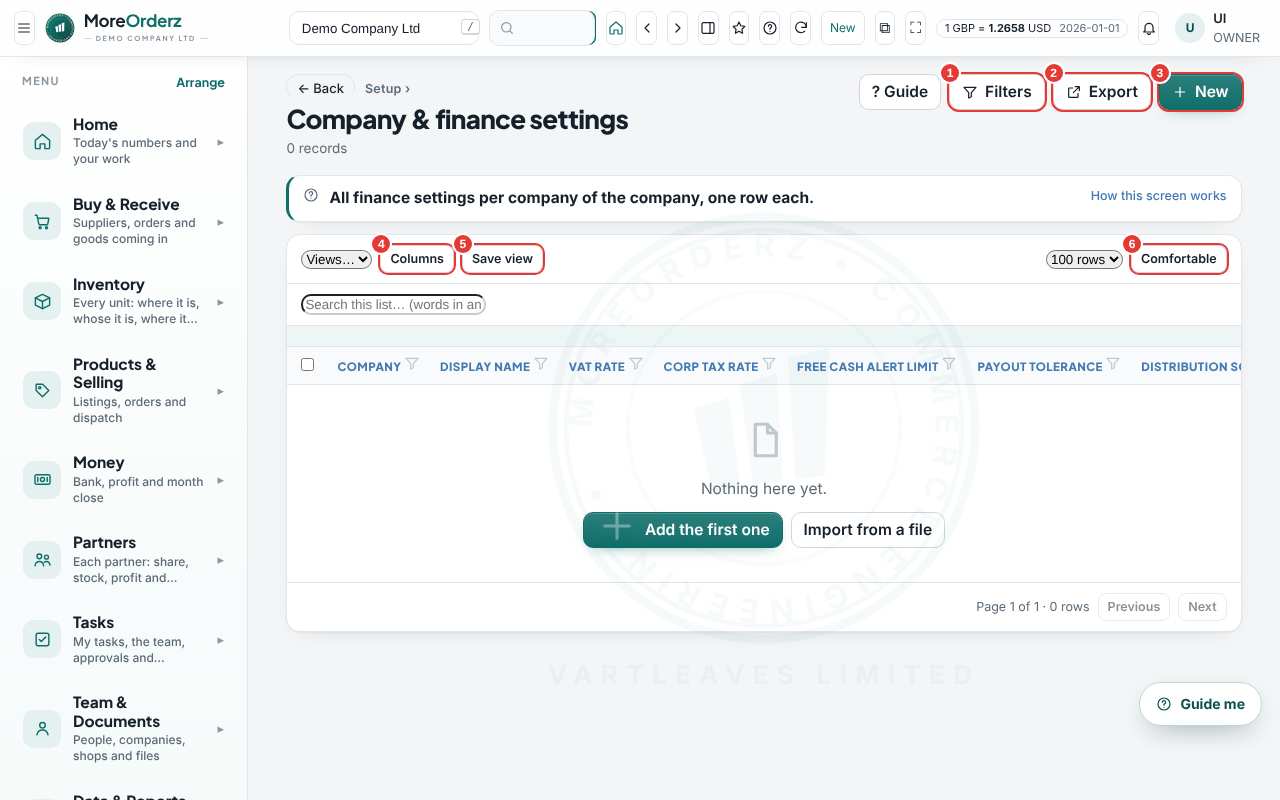 MoreOrderz
— DEMO COMPANY LTD —
Demo Company Ltd
/
New
1 GBP = 1.2658 USD 2026-01-01
U
UI
OWNER
MENU
Arrange
Home
Today's numbers and
your work
Buy & Receive
Suppliers, orders and
goods coming in
Inventory
Every unit: where it is,
whose it is, where it...
Products &
Selling
Listings, orders and
dispatch
Money
Bank, profit and month
close
Partners
Each partner: share,
stock, profit and...
Tasks
My tasks, the team,
approvals and...
Team &
Documents
People, companies,
shops and files
Data & Reports
← Back
Setup ›
Company & finance settings
0 records
? Guide
1
Filters
2
Export
3
+ New
All finance settings per company of the company, one row each.
How this screen works
Views...
4
Columns
5
Save view
100 rows
6
Comfortable
Search this list... (words in an
COMPANY
DISPLAY NAME
VAT RATE
CORP TAX RATE
FREE CASH ALERT LIMIT
PAYOUT TOLERANCE
DISTRIBUTION SC
Nothing here yet.
+ Add the first one
Import from a file
Page 1 of 1 · 0 rows
Previous
Next
MOREORDERZ • COMMERCE ENGINEERING •
VARTLEAVES LIMITED
Guide me